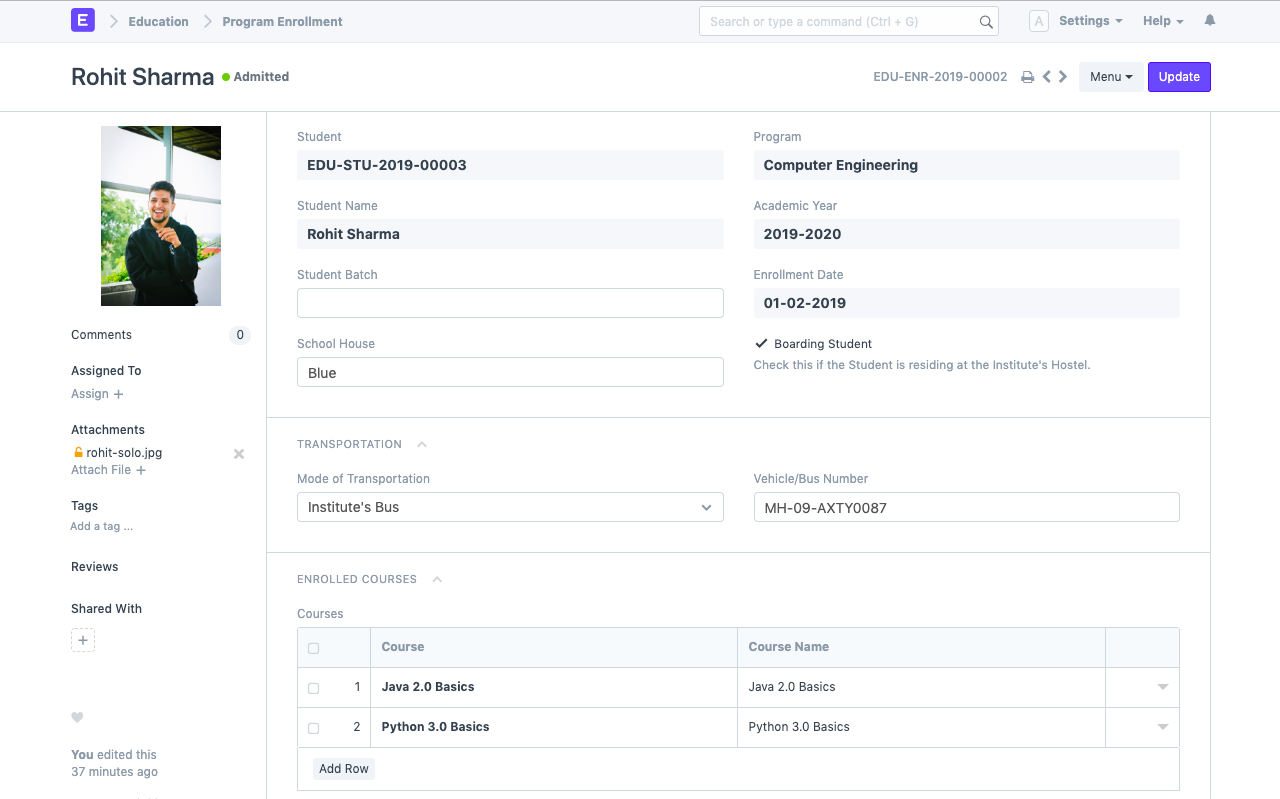 E Education Program Enrollment Search or type a command (Ctrl + G) A Settings Help
Rohit Sharma Admitted EDU-ENR-2019-00002 Menu Update
Comments 0
Assigned To
Assign +
Attachments
rohit-solo.jpg
Attach File +
Tags
Add a tag ...
Reviews
Shared With
+
You edited this
37 minutes ago
Student
EDU-STU-2019-00003
Student Name
Rohit Sharma
Student Batch
School House
Blue
Program
Computer Engineering
Academic Year
2019-2020
Enrollment Date
01-02-2019
Boarding Student
Check this if the Student is residing at the Institute's Hostel.
TRANSPORTATION
Mode of Transportation
Institute's Bus
Vehicle/Bus Number
MH-09-AXTY0087
ENROLLED COURSES
Courses
Course Course Name
1 Java 2.0 Basics Java 2.0 Basics
2 Python 3.0 Basics Python 3.0 Basics
Add Row